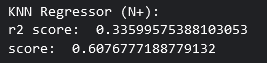 KNN Regressor (N+):
r2 score:  0.33599575388103053
score:  0.6076777188779132